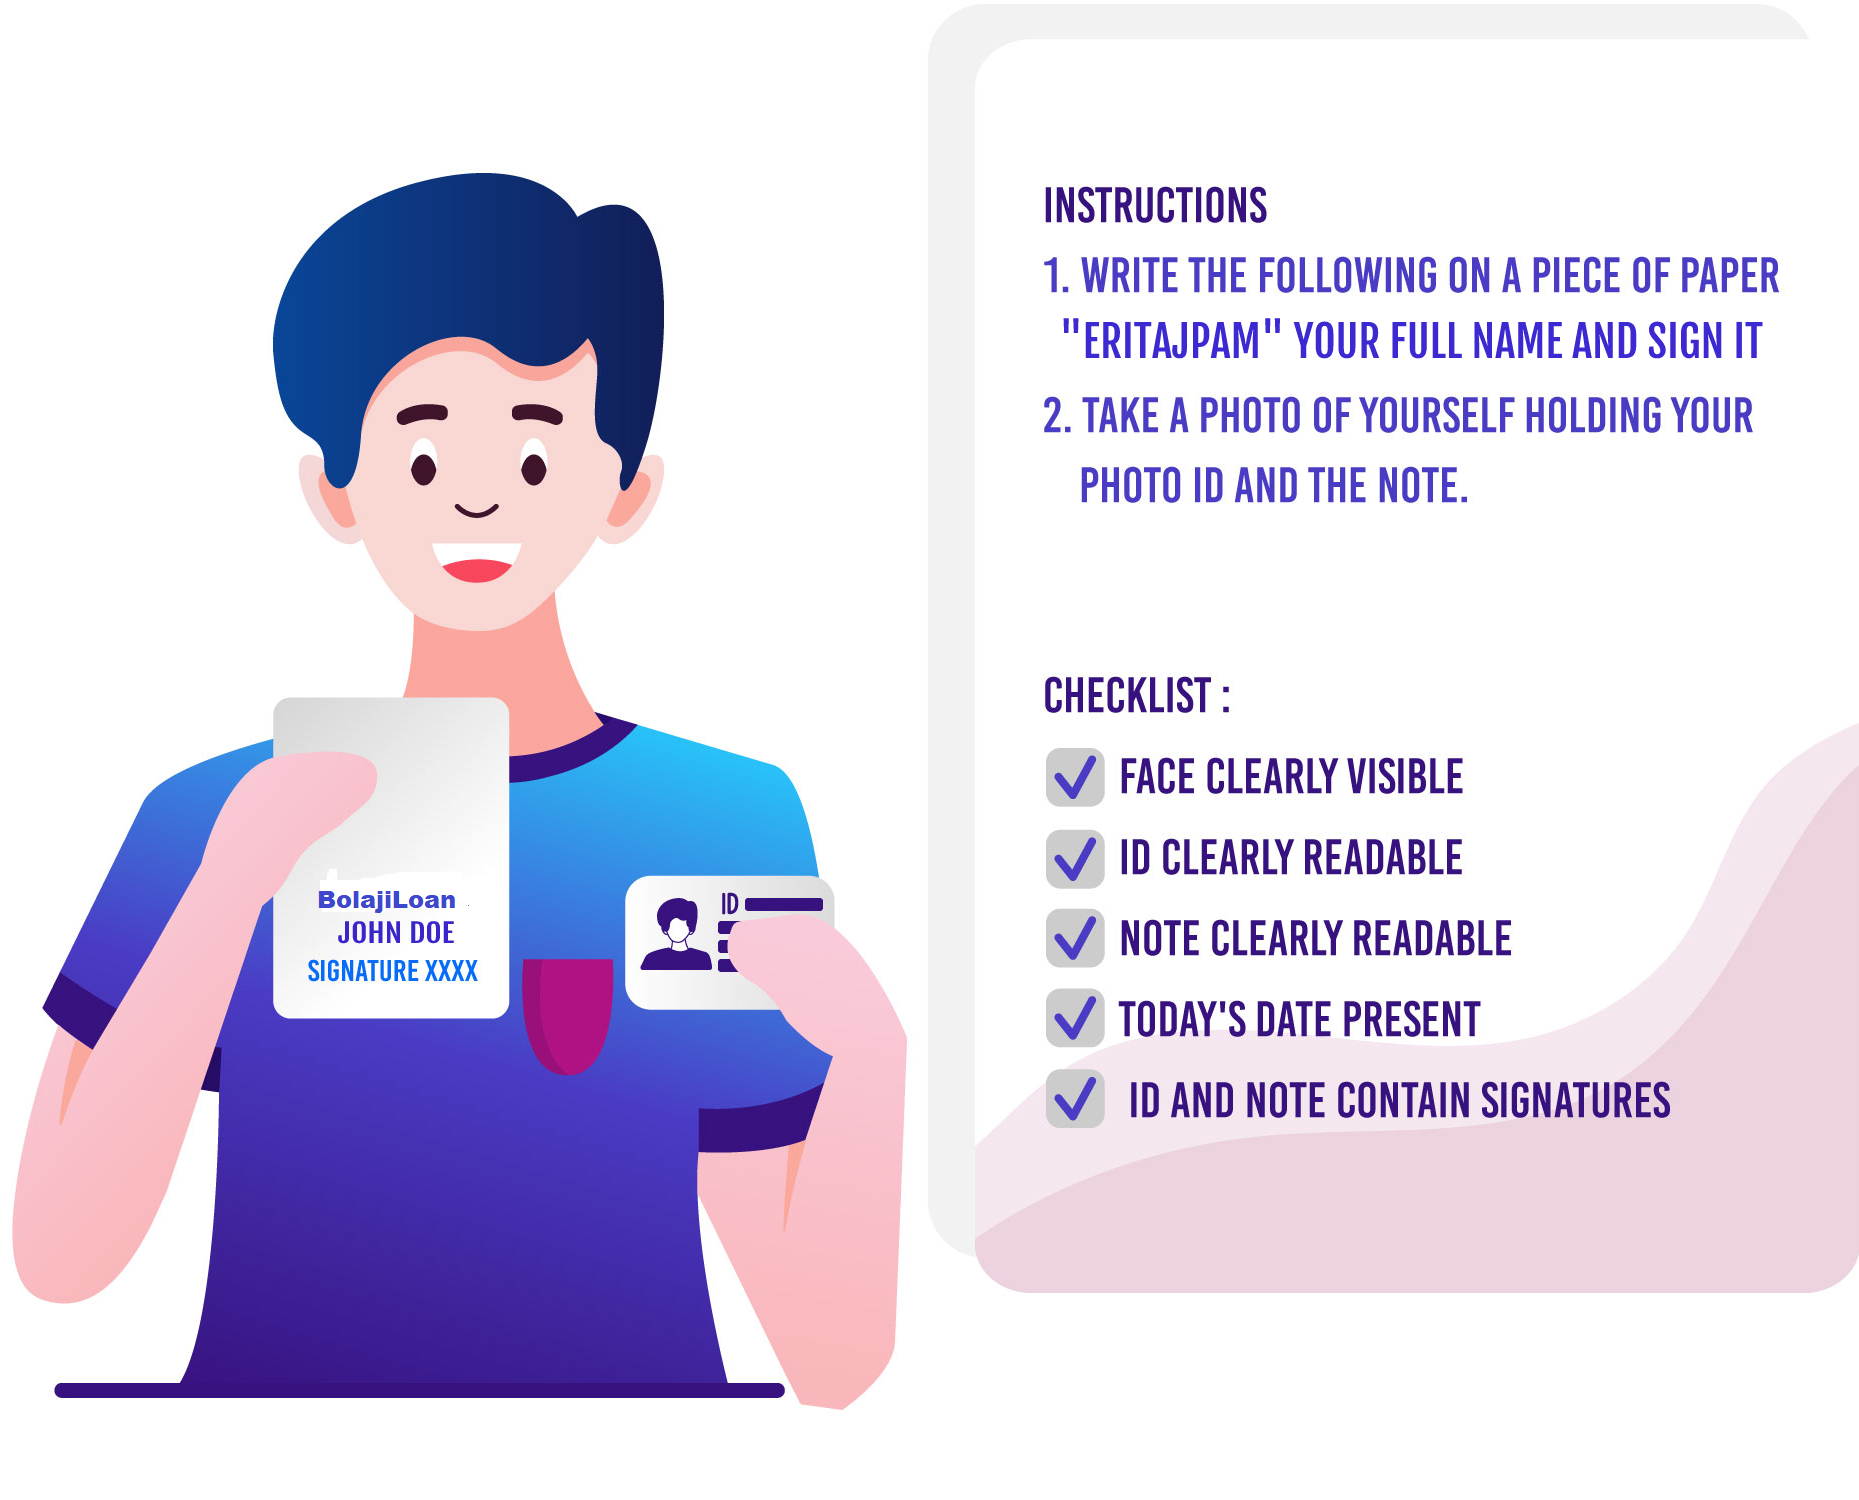 INSTRUCTIONS
1. WRITE THE FOLLOWING ON A PIECE OF PAPER
"ERITAJPAM" YOUR FULL NAME AND SIGN IT
2. TAKE A PHOTO OF YOURSELF HOLDING YOUR
PHOTO ID AND THE NOTE.
CHECKLIST :
FACE CLEARLY VISIBLE
ID CLEARLY READABLE
NOTE CLEARLY READABLE
TODAY'S DATE PRESENT
ID AND NOTE CONTAIN SIGNATURES
BolajiLoan
JOHN DOE
SIGNATURE XXXX
ID